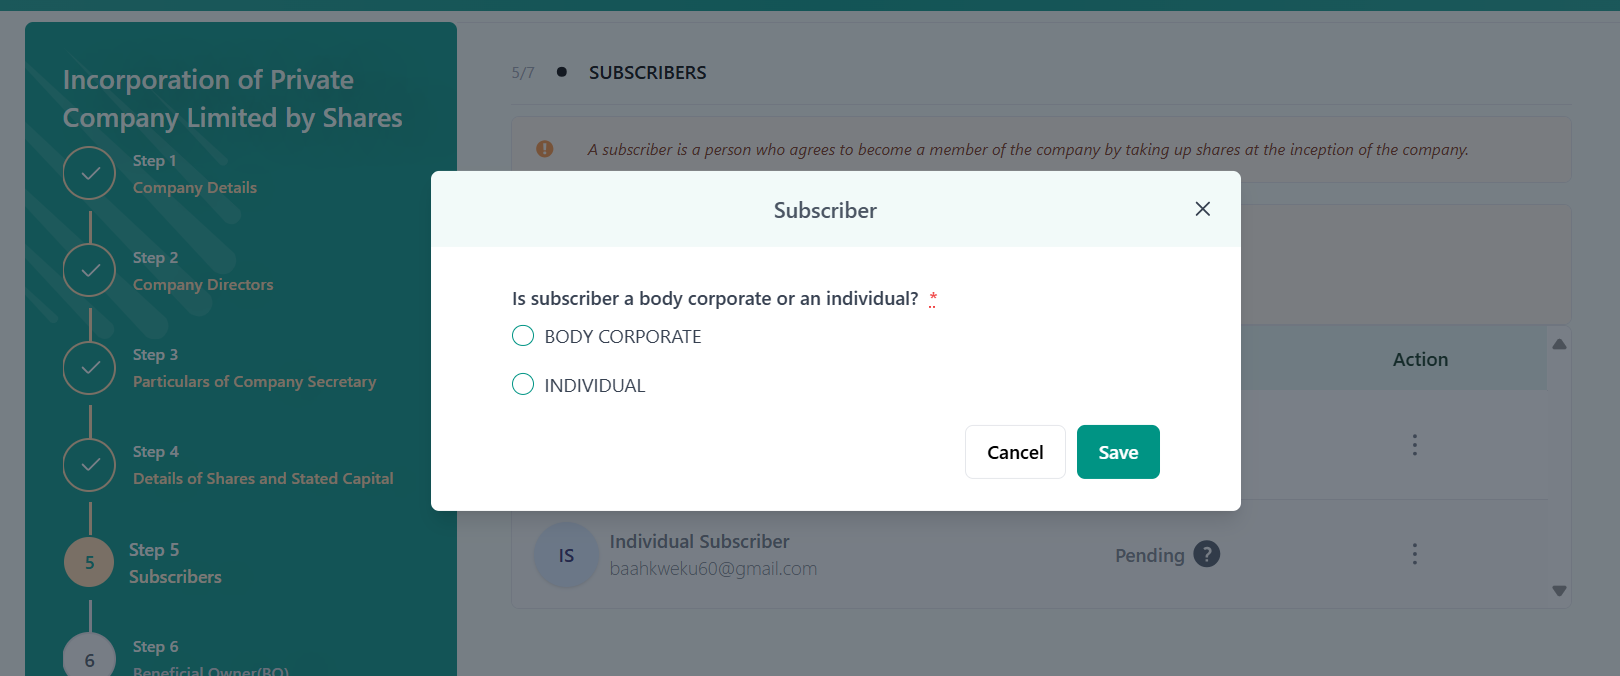 Incorporation of Private
Company Limited by Shares
Step 1
Company Details
Step 2
Company Directors
Step 3
Particulars of Company Secretary
Step 4
Details of Shares and Stated Capital
5
Step 5
Subscribers
6
Step 6
Beneficial Owner(BO)
5/7 ● SUBSCRIBERS
A subscriber is a person who agrees to become a member of the company by taking up shares at the inception of the company.
Subscriber
Is subscriber a body corporate or an individual? *
BODY CORPORATE
INDIVIDUAL
Cancel
Save
Action
IS
Individual Subscriber
baahkweku60@gmail.com
Pending ?